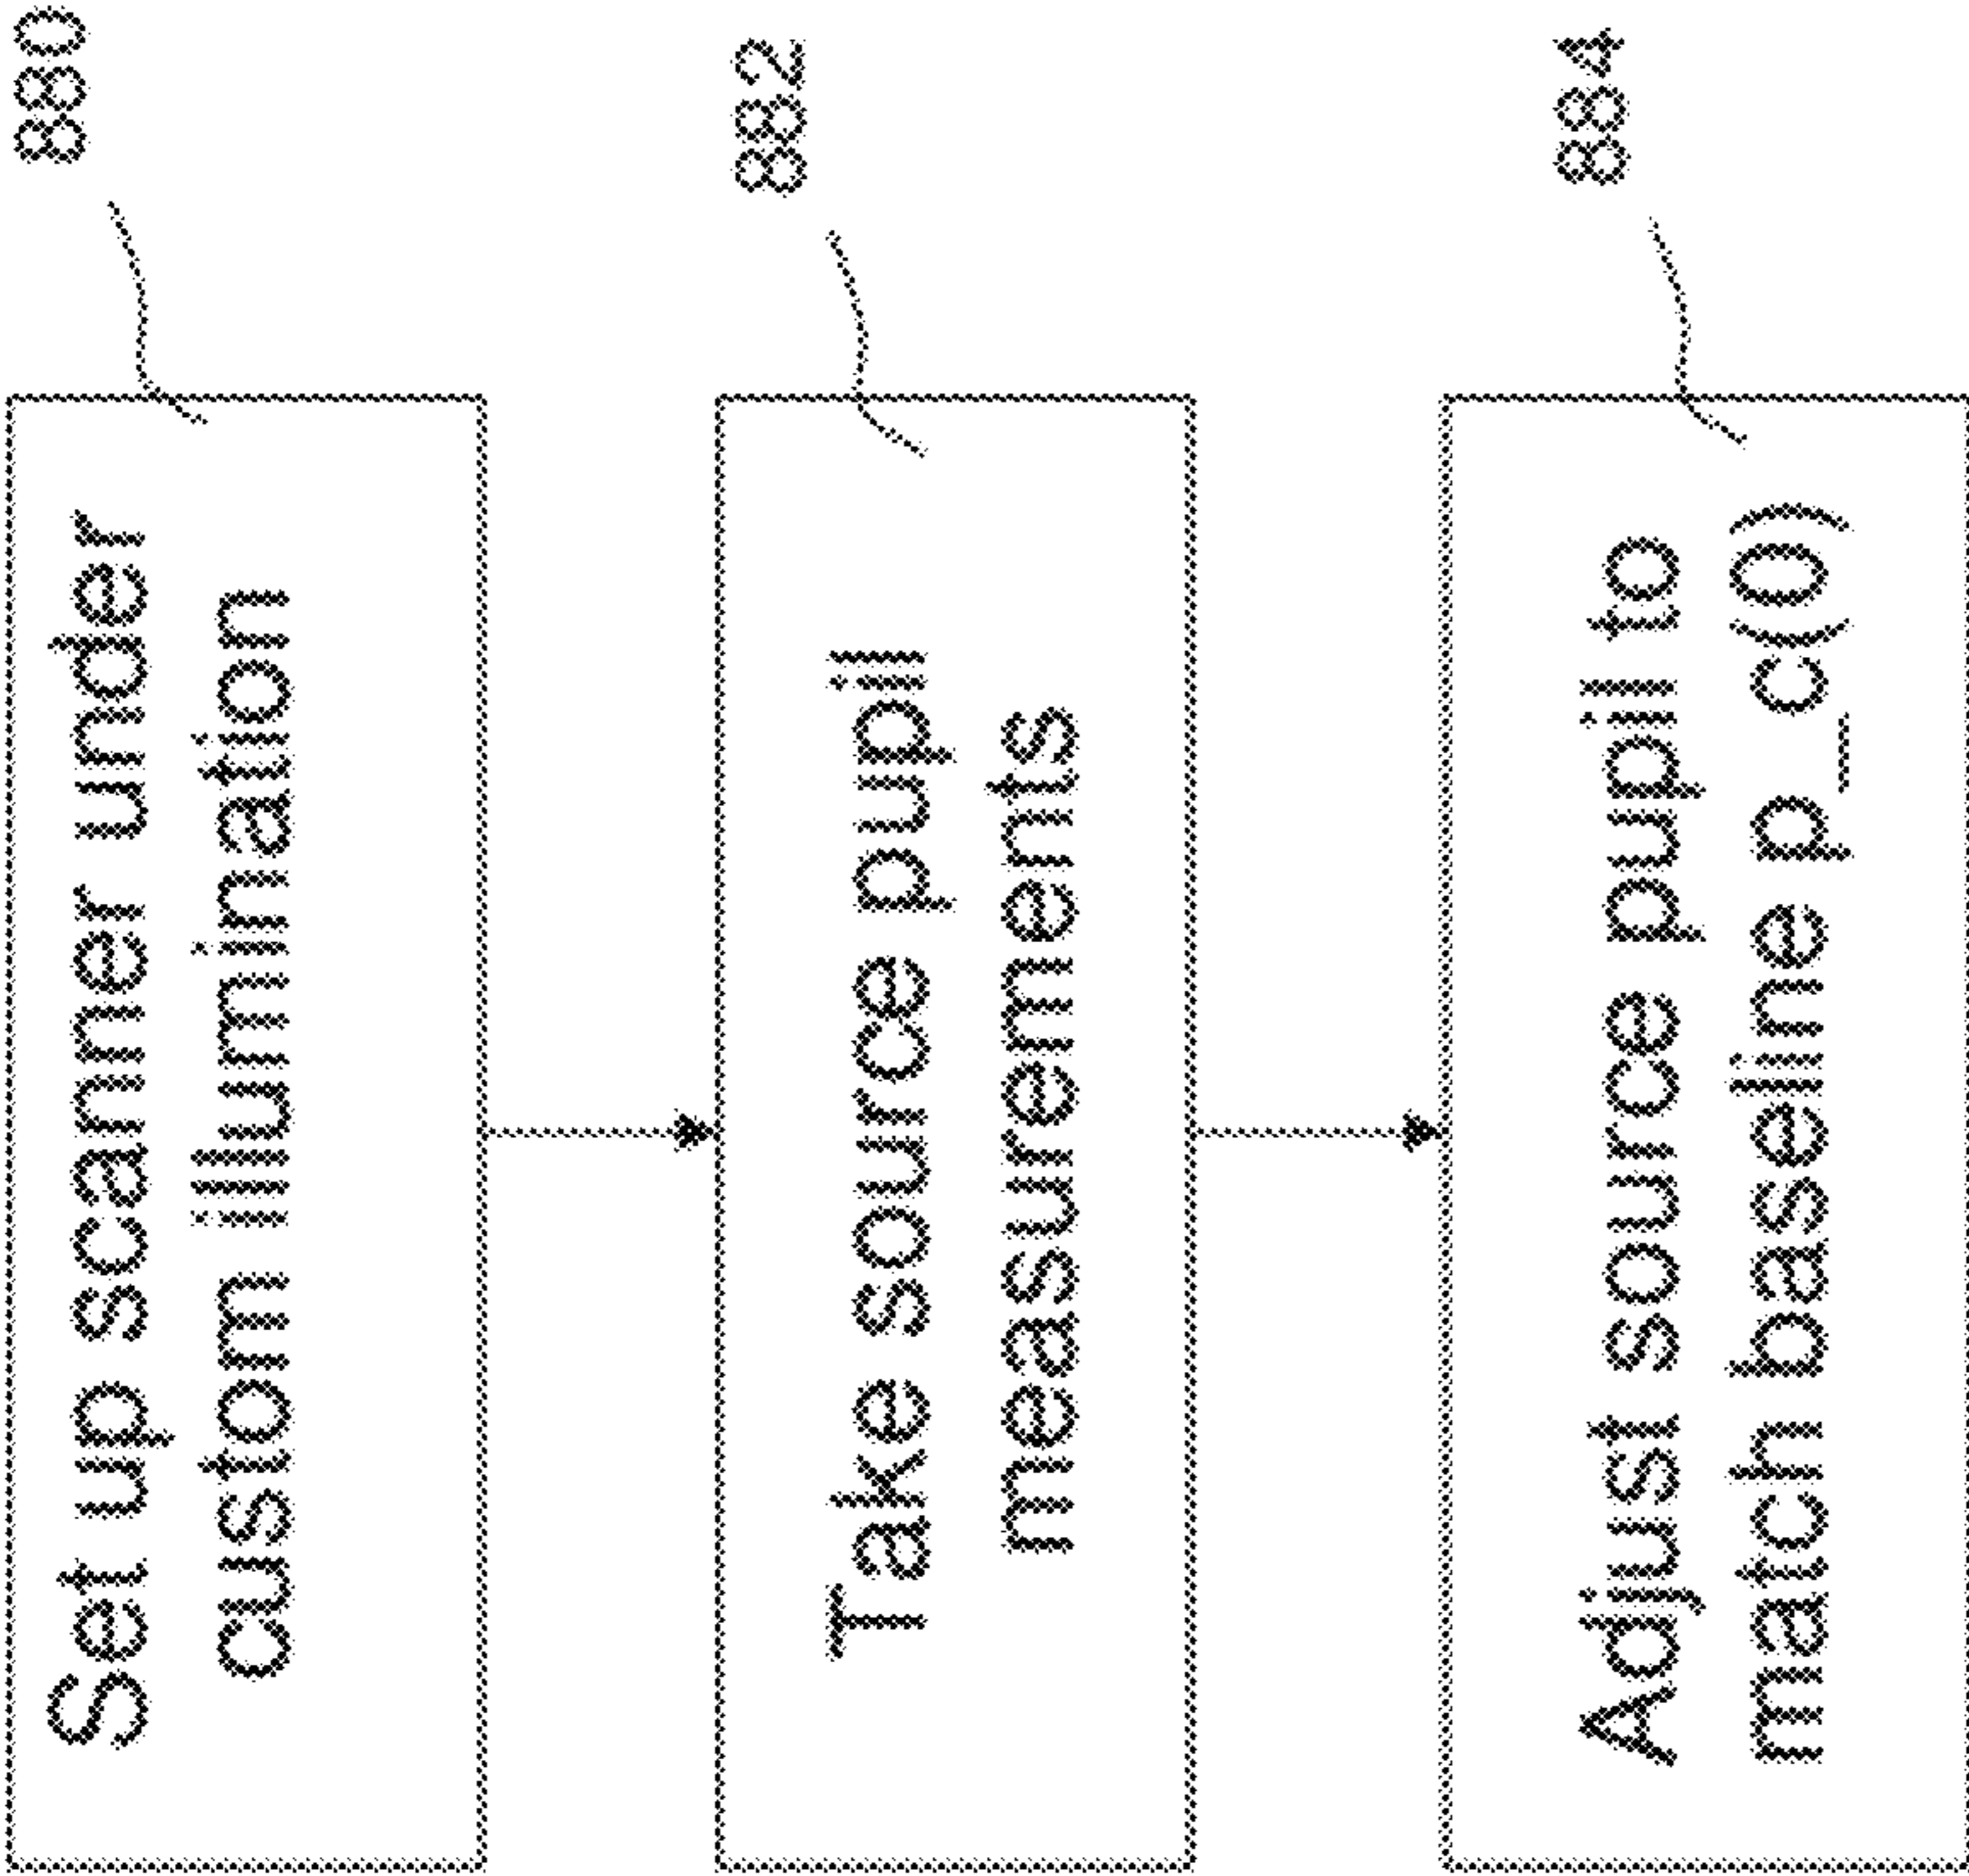 880
Set up scanner under
custom illumination
882
Take source pupil
measurements
884
Adjust source pupil to
match baseline p_c(0)